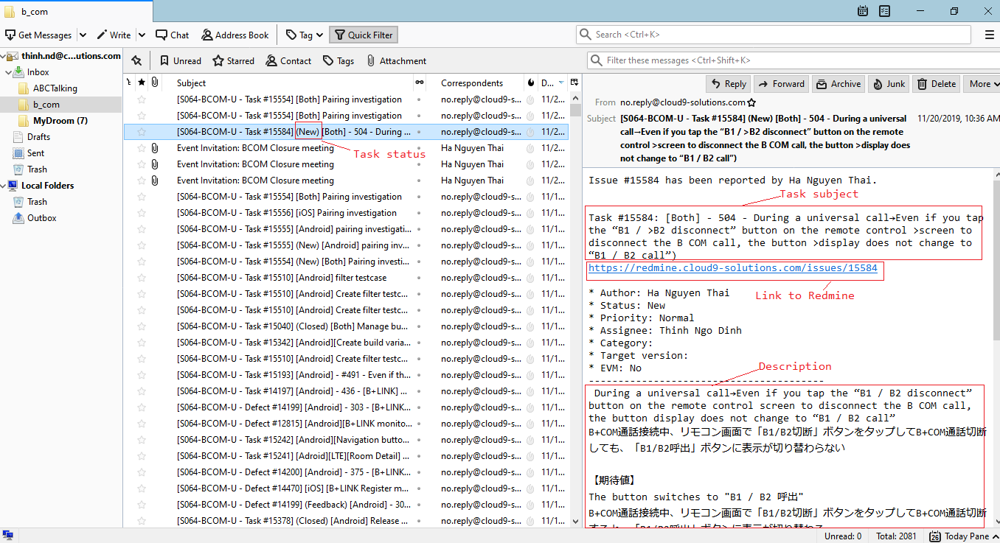 b_com
Get Messages
Write
Chat
Address Book
Tag
Quick Filter
Search <Ctrl+K>
thinh.nd@c...utions.com
Inbox
ABCTalking
b_com
MyDroom (7)
Drafts
Sent
Trash
Local Folders
Trash
Outbox
Unread
Starred
Contact
Tags
Attachment
Filter these messages <Ctrl+Shift+K>
Subject Correspondents D...
[S064-BCOM-U - Task #15554] [Both] Pairing investigation no.reply@cloud9-s... 11/2...
[S064-BCOM-U - Task #15554] [Both] Pairing investigation no.reply@cloud9-s... 11/2...
[S064-BCOM-U - Task #15584] (New) [Both] - 504 - During ... no.reply@cloud9-s... 11/2...
Task status
Event Invitation: BCOM Closure meeting Ha Nguyen Thai 11/2...
Event Invitation: BCOM Closure meeting Ha Nguyen Thai 11/2...
Event Invitation: BCOM Closure meeting Ha Nguyen Thai 11/2...
[S064-BCOM-U - Task #15554] [Both] Pairing investigation no.reply@cloud9-s... 11/1...
[S064-BCOM-U - Task #15556] [iOS] Pairing investigation no.reply@cloud9-s... 11/1...
[S064-BCOM-U - Task #15555] [Android] pairing investigati... no.reply@cloud9-s... 11/1...
[S064-BCOM-U - Task #15555] (New) [Android] pairing inv... no.reply@cloud9-s... 11/1...
[S064-BCOM-U - Task #15554] (New) [Both] Pairing investi... no.reply@cloud9-s... 11/1...
[S064-BCOM-U - Task #15510] [Android] filter testcase no.reply@cloud9-s... 11/1...
[S064-BCOM-U - Task #15510] [Android] Create filter testc... no.reply@cloud9-s... 11/1...
[S064-BCOM-U - Task #15510] [Android] Create filter testc... no.reply@cloud9-s... 11/1...
[S064-BCOM-U - Task #15040] (Closed) [Both] Manage bu... no.reply@cloud9-s... 11/1...
[S064-BCOM-U - Task #15342] [Android][Create build varia... no.reply@cloud9-s... 11/1...
[S064-BCOM-U - Task #15510] [Android] Create filter testc... no.reply@cloud9-s... 11/1...
[S064-BCOM-U - Task #15193] [Android] - #491 - Even if th... no.reply@cloud9-s... 11/1...
[S064-BCOM-U - Task #14197] [Android] - 436 - [B+LINK] ... no.reply@cloud9-s... 11/1...
[S064-BCOM-U - Defect #14199] [Android] - 303 - [B+LINK... no.reply@cloud9-s... 11/1...
[S064-BCOM-U - Defect #12815] [Android][B+LINK monito... no.reply@cloud9-s... 11/1...
[S064-BCOM-U - Task #15242] [Android][Navigation butto... no.reply@cloud9-s... 11/1...
[S064-BCOM-U - Task #15241] [Adroid][LTE][Room Detail] ... no.reply@cloud9-s... 11/1...
[S064-BCOM-U - Defect #14200] [Android] - 375 - [B+LINK... no.reply@cloud9-s... 11/1...
[S064-BCOM-U - Defect #14470] [iOS] [B+LINK Register m... no.reply@cloud9-s... 11/1...
[S064-BCOM-U - Defect #14199] (Feedback) [Android] - 30... no.reply@cloud9-s... 11/1...
[S064-BCOM-U - Task #15378] (Closed) [Android] Release ... no.reply@cloud9-s... 11/1...
Reply
Forward
Archive
Junk
Delete
More
From no.reply@cloud9-solutions.com
Subject [S064-BCOM-U - Task #15584] (New) [Both] - 504 - During a universal 11/20/2019, 10:36 AM
call→Even if you tap the “B1 / >B2 disconnect” button on the remote
control >screen to disconnect the B COM call, the button >display does
not change to “B1 / B2 call”)
Issue #15584 has been reported by Ha Nguyen Thai.
Task subject
Task #15584: [Both] - 504 - During a universal call→Even if you tap
the “B1 / >B2 disconnect” button on the remote control >screen to
disconnect the B COM call, the button >display does not change to
“B1 / B2 call”)
https://redmine.cloud9-solutions.com/issues/15584
Link to Redmine
* Author: Ha Nguyen Thai
* Status: New
* Priority: Normal
* Assignee: Thinh Ngo Dinh
* Category:
* Target version:
* EVM: No
Description
----------------------------------------
During a universal call→Even if you tap the “B1 / B2 disconnect”
button on the remote control screen to disconnect the B COM call,
the button display does not change to “B1 / B2 call”
B+COM通話接続中、リモコン画面で「B1/B2切断」ボタンをタップしてB+COM通話切断
しても、「B1/B2呼出」ボタンに表示が切り替わらない
【期待値】
The button switches to "B1 / B2 呼出"
B+COM通話接続中、リモコン画面で「B1/B2切断」ボタンをタップしてB+COM通話切断
Unread: 0
Total: 2081
26 Today Pane